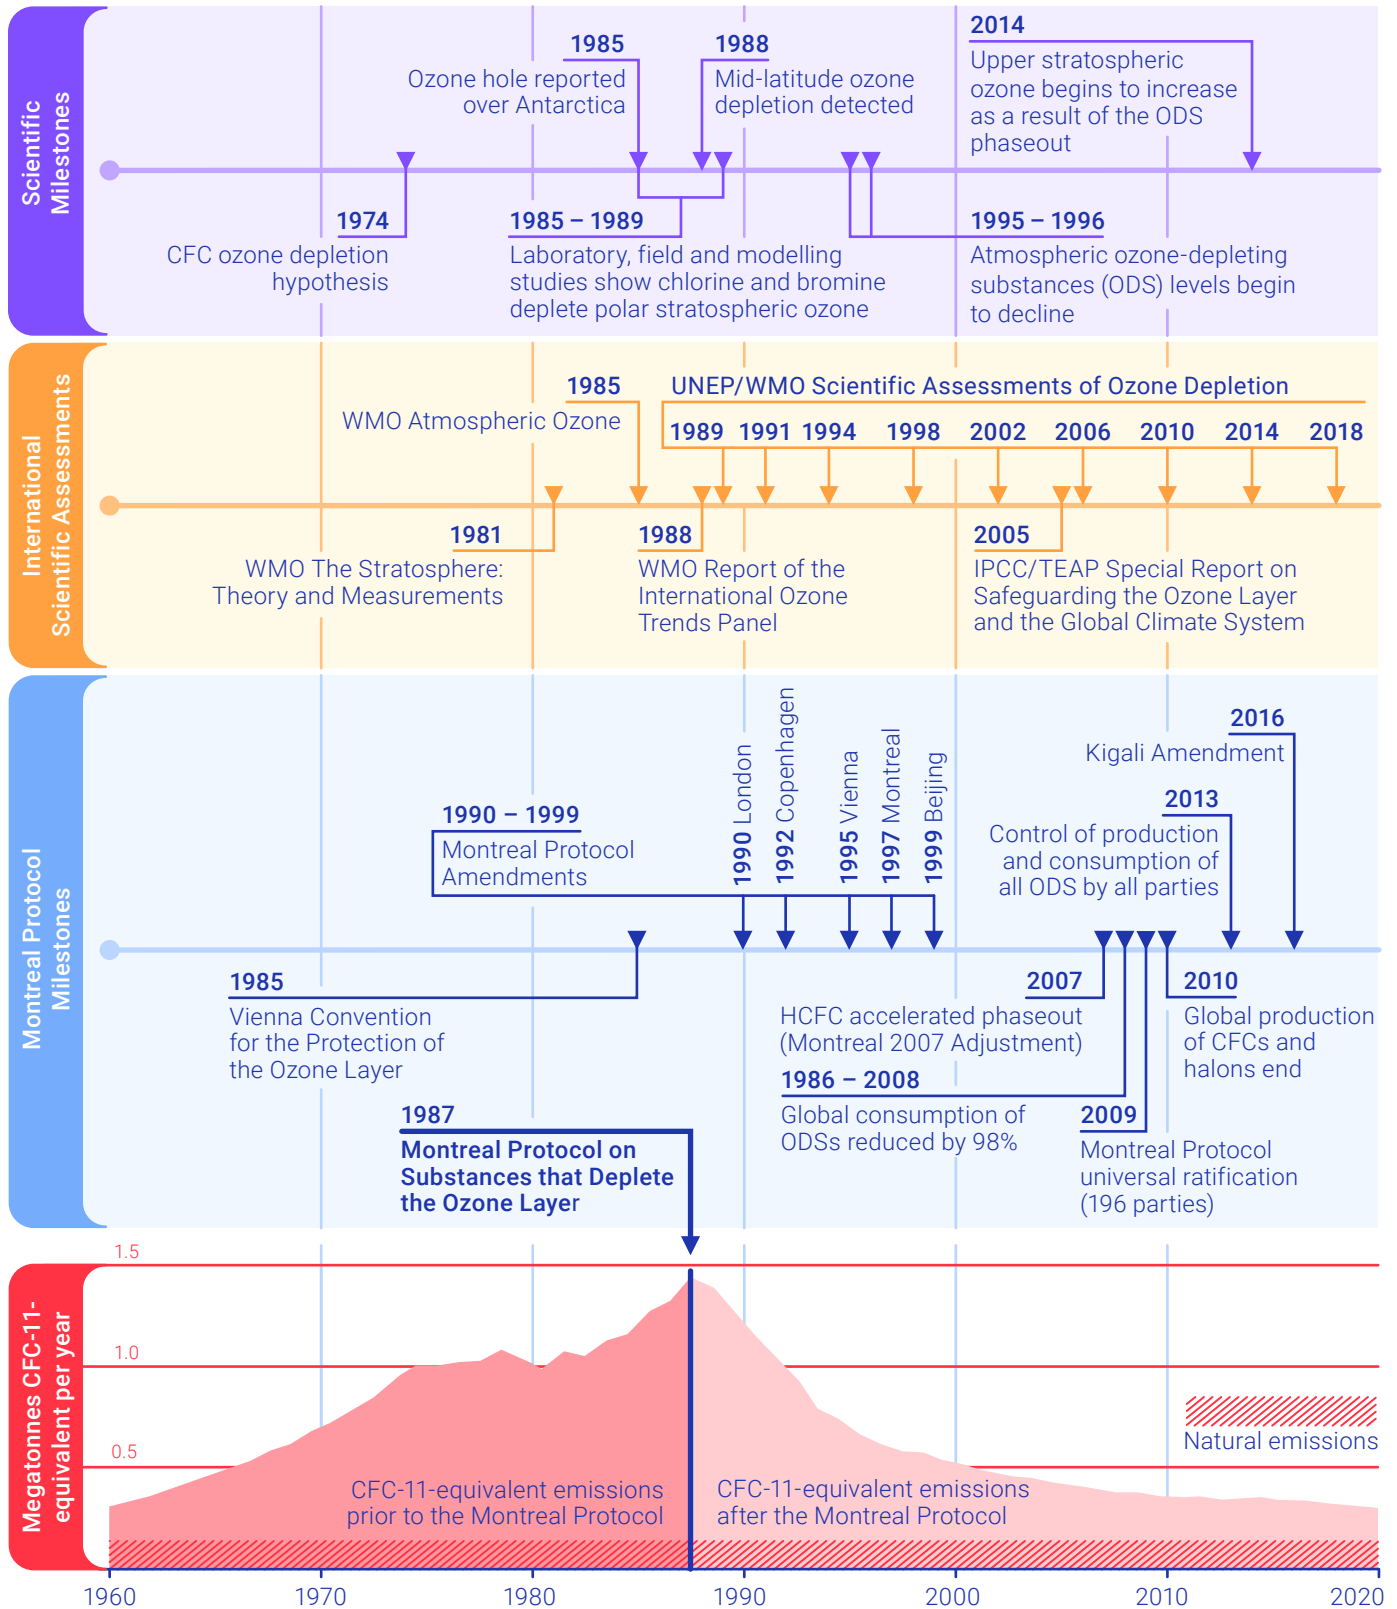 Scientific
Milestones
1985
Ozone hole reported
over Antarctica
1988
Mid-latitude ozone
depletion detected
2014
Upper stratospheric
ozone begins to increase
as a result of the ODS
phaseout
1974
CFC ozone depletion
hypothesis
1985 – 1989
Laboratory, field and modelling
studies show chlorine and bromine
deplete polar stratospheric ozone
1995 – 1996
Atmospheric ozone-depleting
substances (ODS) levels begin
to decline
International
Scientific Assessments
1985
WMO Atmospheric Ozone
UNEP/WMO Scientific Assessments of Ozone Depletion
1989 1991 1994 1998 2002 2006 2010 2014 2018
1981
WMO The Stratosphere:
Theory and Measurements
1988
WMO Report of the
International Ozone
Trends Panel
2005
IPCC/TEAP Special Report on
Safeguarding the Ozone Layer
and the Global Climate System
Montreal Protocol
Milestones
1990 – 1999
Montreal Protocol
Amendments
1990 London
1992 Copenhagen
1995 Vienna
1997 Montreal
1999 Beijing
2016
Kigali Amendment
2013
Control of production
and consumption of
all ODS by all parties
1985
Vienna Convention
for the Protection of
the Ozone Layer
2007
HCFC accelerated phaseout
(Montreal 2007 Adjustment)
2010
Global production
of CFCs and
halons end
1986 – 2008
Global consumption of
ODSs reduced by 98%
2009
Montreal Protocol
universal ratification
(196 parties)
1987
Montreal Protocol on
Substances that Deplete
the Ozone Layer
Megatonnes CFC-11-
equivalent per year
1.5
1.0
0.5
Natural emissions
CFC-11-equivalent emissions
prior to the Montreal Protocol
CFC-11-equivalent emissions
after the Montreal Protocol
1960 1970 1980 1990 2000 2010 2020